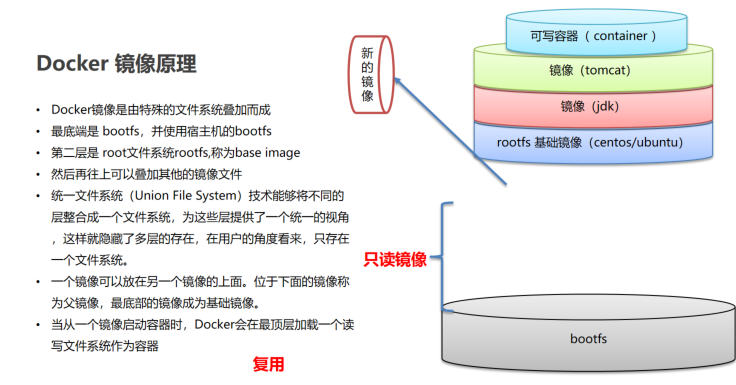 Docker 镜像原理
• Docker镜像是由特殊的文件系统叠加而成
• 最底端是 bootfs，并使用宿主机的bootfs
• 第二层是 root文件系统rootfs,称为base image
• 然后再往上可以叠加其他的镜像文件
• 统一文件系统（Union File System）技术能够将不同的
层整合成一个文件系统，为这些层提供了一个统一的视角
，这样就隐藏了多层的存在，在用户的角度看来，只存在
一个文件系统。
• 一个镜像可以放在另一个镜像的上面。位于下面的镜像称
为父镜像，最底部的镜像成为基础镜像。
• 当从一个镜像启动容器时，Docker会在最顶层加载一个读
写文件系统作为容器
复用
新
的
镜
像
可写容器（ container ）
镜像（tomcat）
镜像（jdk）
rootfs 基础镜像（centos/ubuntu）
只读镜像
bootfs